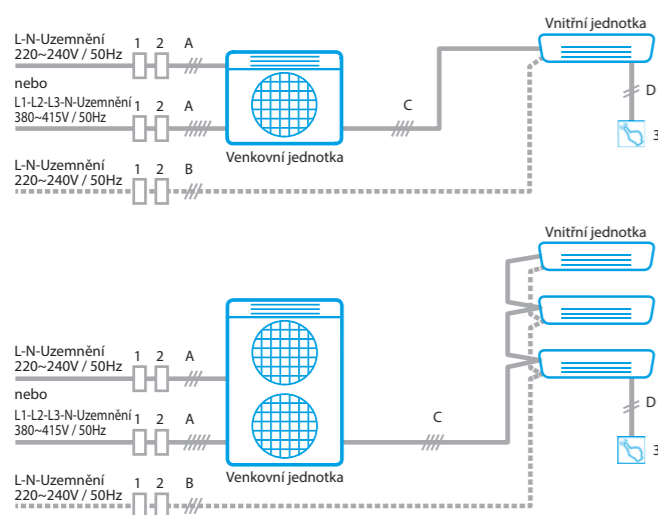 Vnitřní jednotka
L-N-Uzemnění 1 2 A
220~240V / 50Hz
nebo
L1-L2-L3-N-Uzemnění 1 2 A
380~415V / 50Hz
C
D
3
Venkovní jednotka
L-N-Uzemnění 1 2 B
220~240V / 50Hz
Vnitřní jednotka
L-N-Uzemnění 1 2 A
220~240V / 50Hz
nebo
L1-L2-L3-N-Uzemnění 1 2 A
380~415V / 50Hz
C
D
3
Venkovní jednotka
L-N-Uzemnění 1 2 B
220~240V / 50Hz